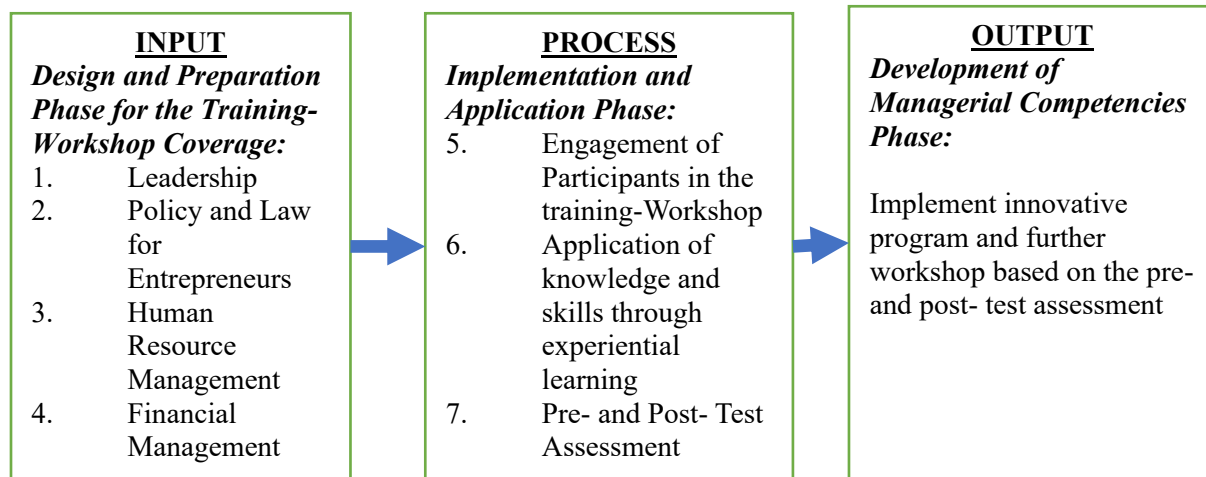 INPUT
Design and Preparation
Phase for the Training-
Workshop Coverage:
1. Leadership
2. Policy and Law
for
Entrepreneurs
3. Human
Resource
Management
4. Financial
Management
PROCESS
Implementation and
Application Phase:
5. Engagement of
Participants in the
training-Workshop
6. Application of
knowledge and
skills through
experiential
learning
7. Pre- and Post- Test
Assessment
OUTPUT
Development of
Managerial Competencies
Phase:
Implement innovative
program and further
workshop based on the pre-
and post- test assessment